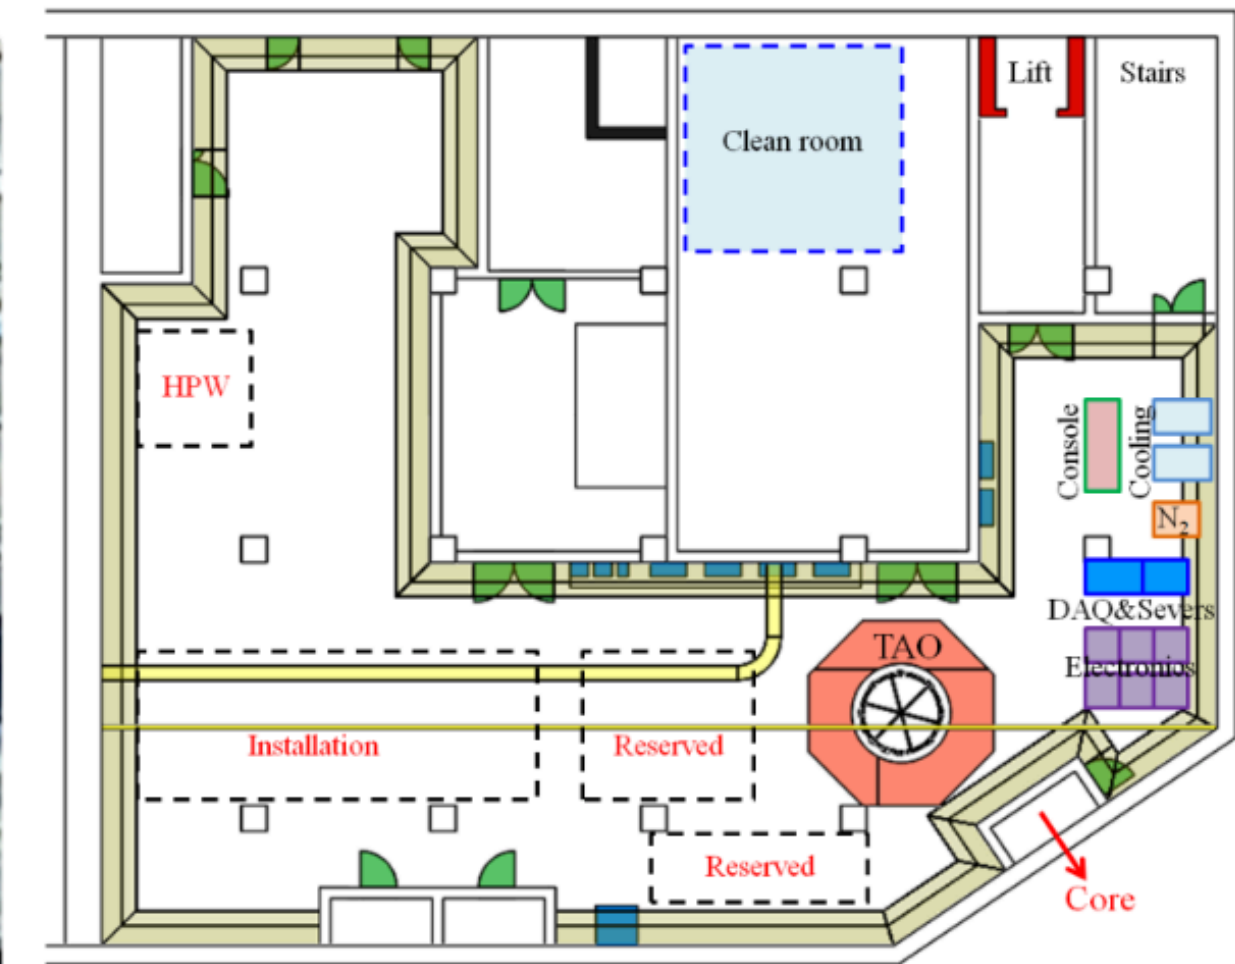 Lift
Stairs
Clean room
HPW
Console
Cooling
N₂
DAQ&Severs
TAO
Electronics
Installation
Reserved
Reserved
Core